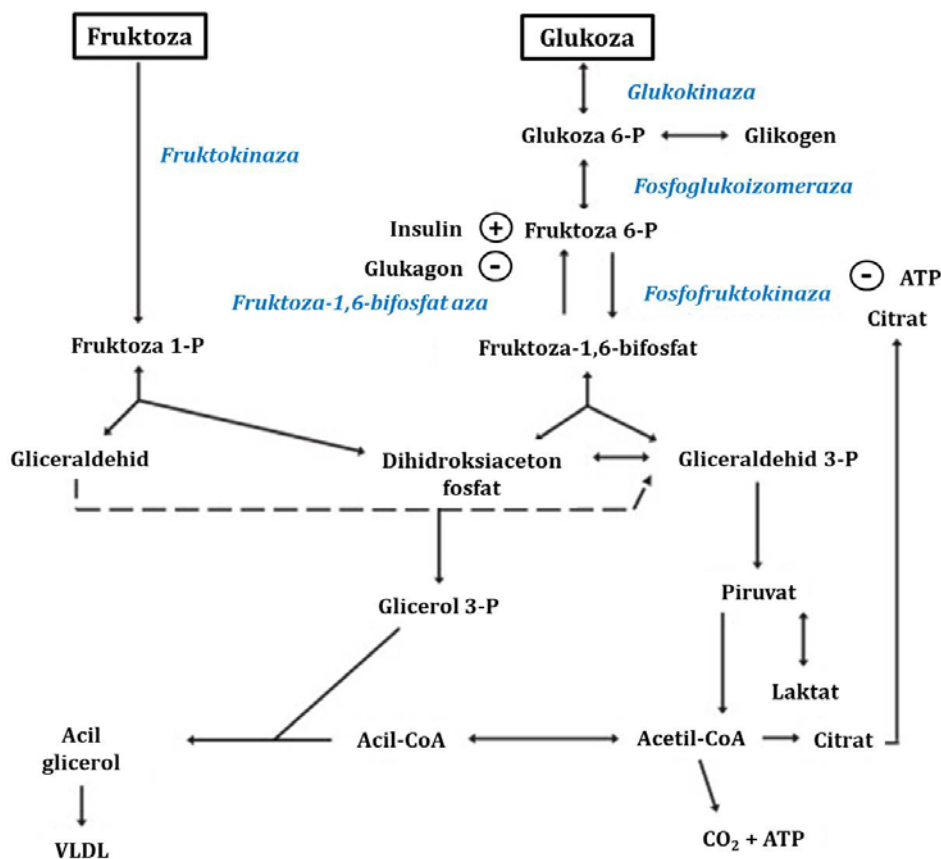 Fruktoza
Glukoza
Glukokinaza
Glukoza 6-P
Glikogen
Fruktokinaza
Fosfoglukoizomeraza
Insulin +
Fruktoza 6-P
Glukagon -
- ATP
Fruktoza-1,6-bifosfat aza
Fosfofruktokinaza
Citrat
Fruktoza 1-P
Fruktoza-1,6-bifosfat
Gliceraldehid
Dihidroksiaceton
fosfat
Gliceraldehid 3-P
Piruvat
Glicerol 3-P
Laktat
Acil
glicerol
Acil-CoA
Acetil-CoA
Citrat
VLDL
CO₂ + ATP